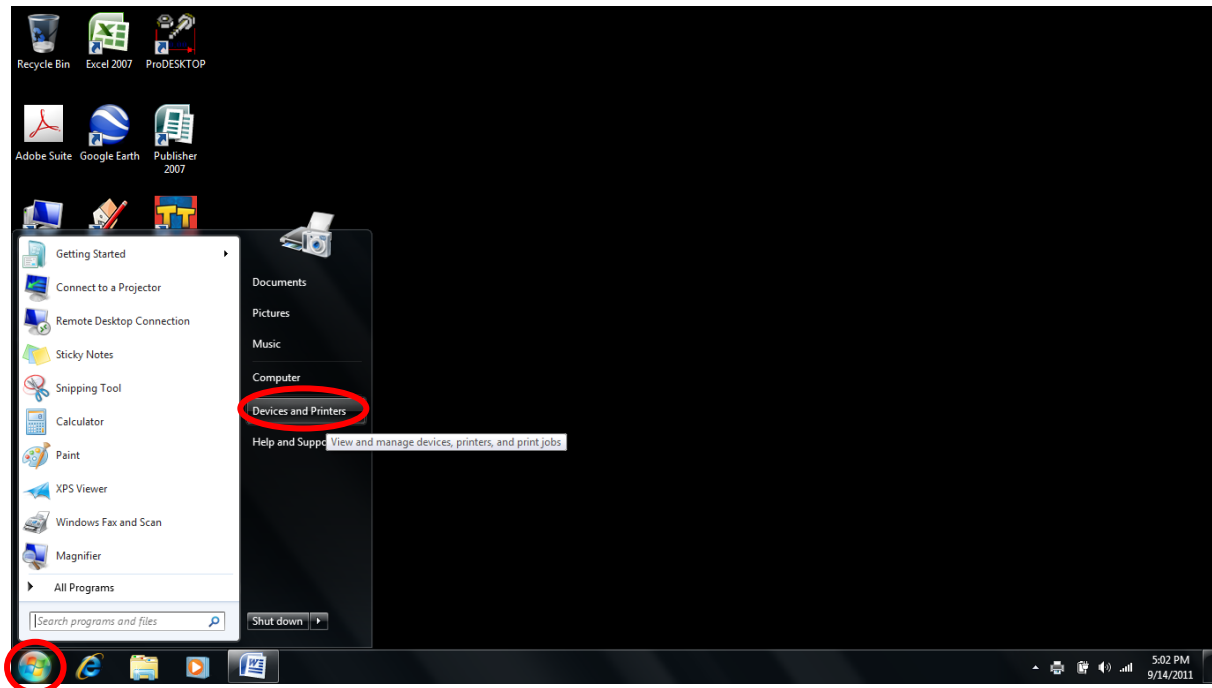 Recycle Bin
Excel 2007
ProDESKTOP
Adobe Suite
Google Earth
Publisher
2007
TT
Getting Started
Connect to a Projector
Remote Desktop Connection
Sticky Notes
Snipping Tool
Calculator
Paint
XPS Viewer
Windows Fax and Scan
Magnifier
All Programs
Search programs and files
Documents
Pictures
Music
Computer
Devices and Printers
Help and Suppo
View and manage devices, printers, and print jobs
Shut down
5:02 PM
9/14/2011